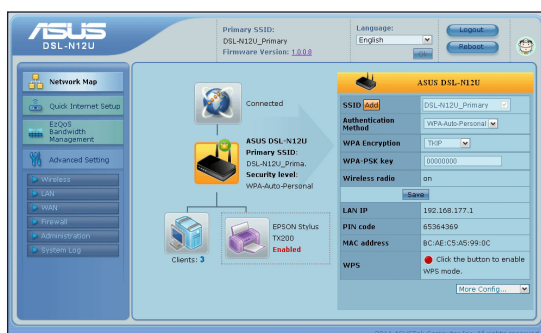 ASUS
DSL-N12U
Primary SSID:
DSL-N12U_Primary
Firmware Version: 1.0.0.8
Language:
English
Ok
Logout
Reboot
Network Map
Quick Internet Setup
EzQoS
Bandwidth
Management
Advanced Setting
Wireless
LAN
WAN
Firewall
Administration
System Log
Connected
ASUS DSL-N12U
Primary SSID:
DSL-N12U_Prima.
Security level:
WPA-Auto-Personal
Clients: 3
EPSON Stylus
TX200
Enabled
ASUS DSL-N12U
SSID Add DSL-N12U_Primary
Authentication
Method
WPA-Auto-Personal
WPA Encryption TKIP
WPA-PSK key 00000000
Wireless radio on
Save
LAN IP 192.168.177.1
PIN code 65364369
MAC address BC:AE:C5:A5:99:0C
WPS Click the button to enable
WPS mode.
More Config...